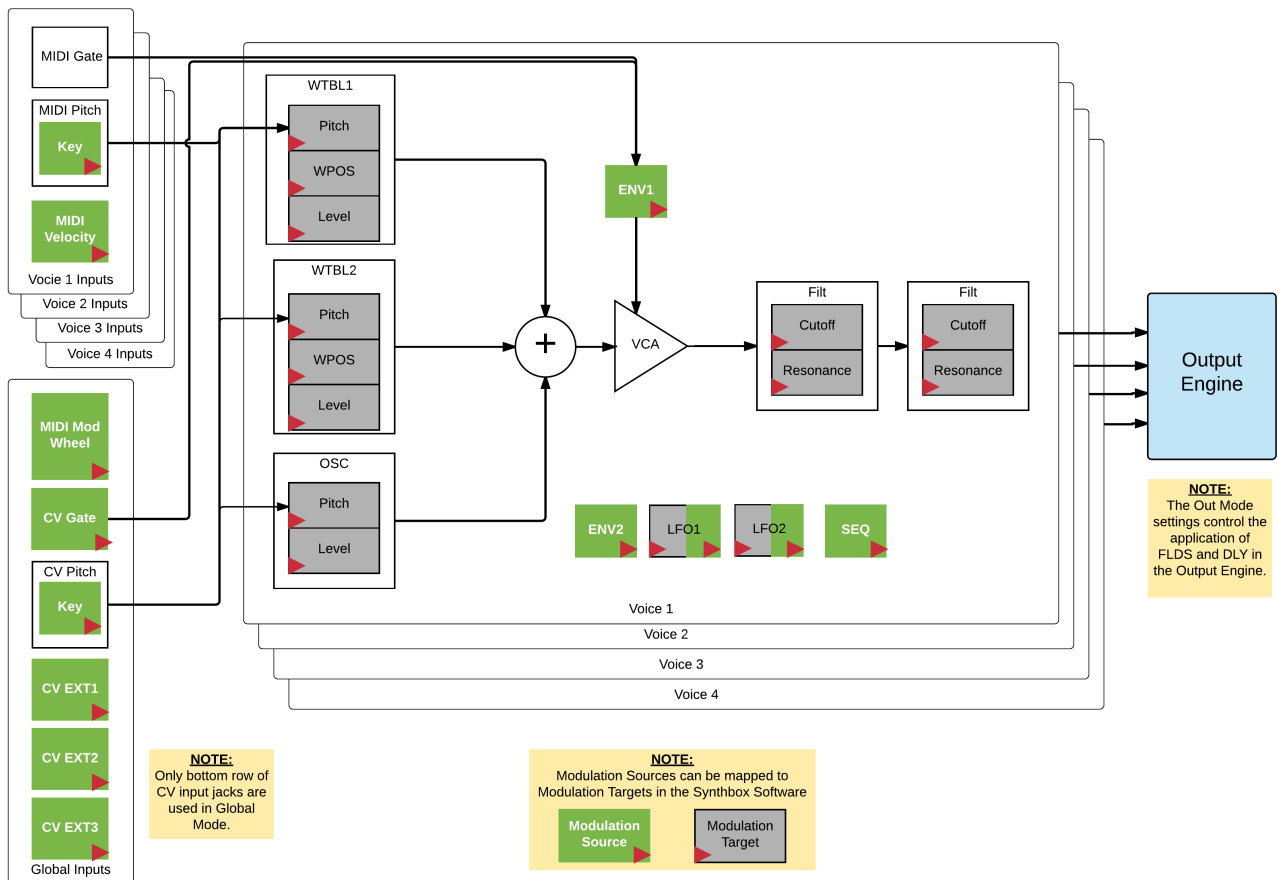 MIDI Gate
MIDI Pitch
Key
MIDI
Velocity
Vocie 1 Inputs
Voice 2 Inputs
Voice 3 Inputs
Voice 4 Inputs
MIDI Mod
Wheel
CV Gate
CV Pitch
Key
CV EXT1
CV EXT2
CV EXT3
Global Inputs
WTBL1
Pitch
WPOS
Level
WTBL2
Pitch
WPOS
Level
OSC
Pitch
Level
+
ENV1
VCA
Filt
Cutoff
Resonance
Filt
Cutoff
Resonance
ENV2
LFO1
LFO2
SEQ
Voice 1
Voice 2
Voice 3
Voice 4
Output
Engine
NOTE:
The Out Mode
settings control the
application of
FLDS and DLY in
the Output Engine.
NOTE:
Only bottom row of
CV input jacks are
used in Global
Mode.
NOTE:
Modulation Sources can be mapped to
Modulation Targets in the Synthbox Software
Modulation
Source
Modulation
Target